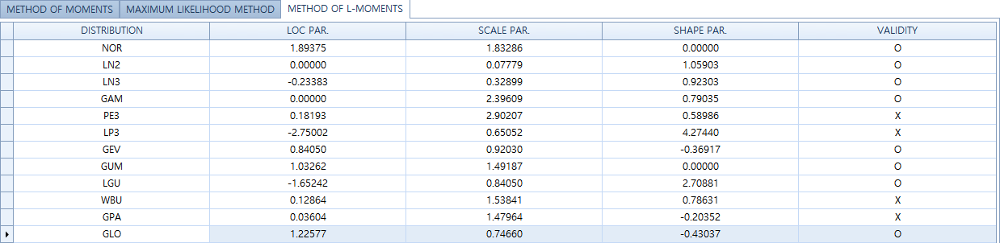 METHOD OF MOMENTS MAXIMUM LIKELIHOOD METHOD METHOD OF L-MOMENTS
DISTRIBUTION LOC PAR. SCALE PAR. SHAPE PAR. VALIDITY
NOR 1.89375 1.83286 0.00000 O
LN2 0.00000 0.07779 1.05903 O
LN3 -0.23383 0.32899 0.92303 O
GAM 0.00000 2.39609 0.79035 O
PE3 0.18193 2.90207 0.58986 X
LP3 -2.75002 0.65052 4.27440 X
GEV 0.84050 0.92030 -0.36917 O
GUM 1.03262 1.49187 0.00000 O
LGU -1.65242 0.84050 2.70881 O
WBU 0.12864 1.53841 0.78631 X
GPA 0.03604 1.47964 -0.20352 X
GLO 1.22577 0.74660 -0.43037 O